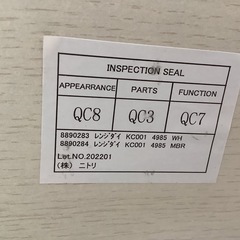 INSPECTION SEAL
APPEARRANCE PARTS FUNCTION
QC8 QC3 QC7
8890283 レンジダイ KC001 4985 WH
8890284 レンジダイ KC001 4985 MBR
Lot.NO.202201
(株) ニトリ